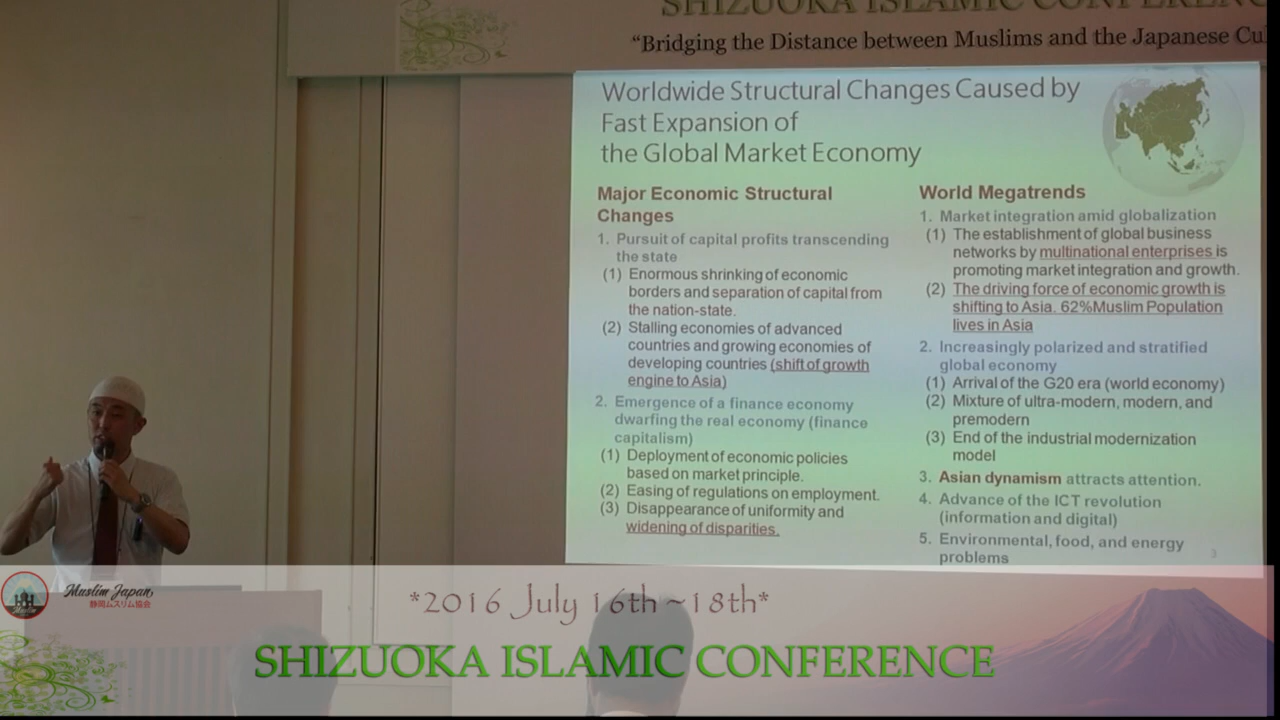 SHIZUOKA ISLAMIC CONFERENC
“Bridging the Distance between Muslims and the Japanese Cu
Worldwide Structural Changes Caused by
Fast Expansion of
the Global Market Economy
Major Economic Structural
Changes
1. Pursuit of capital profits transcending
the state
(1) Enormous shrinking of economic
borders and separation of capital from
the nation-state.
(2) Stalling economies of advanced
countries and growing economies of
developing countries (shift of growth
engine to Asia)
2. Emergence of a finance economy
dwarfing the real economy (finance
capitalism)
(1) Deployment of economic policies
based on market principle.
(2) Easing of regulations on employment.
(3) Disappearance of uniformity and
widening of disparities.
World Megatrends
1. Market integration amid globalization
(1) The establishment of global business
networks by multinational enterprises is
promoting market integration and growth.
(2) The driving force of economic growth is
shifting to Asia. 62%Muslim Population
lives in Asia
2. Increasingly polarized and stratified
global economy
(1) Arrival of the G20 era (world economy)
(2) Mixture of ultra-modern, modern, and
premodern
(3) End of the industrial modernization
model
3. Asian dynamism attracts attention.
4. Advance of the ICT revolution
(information and digital)
5. Environmental, food, and energy
problems
3
Muslim Japan
静岡ムスリム協会
*2016 July 16th ~18th*
SHIZUOKA ISLAMIC CONFERENCE